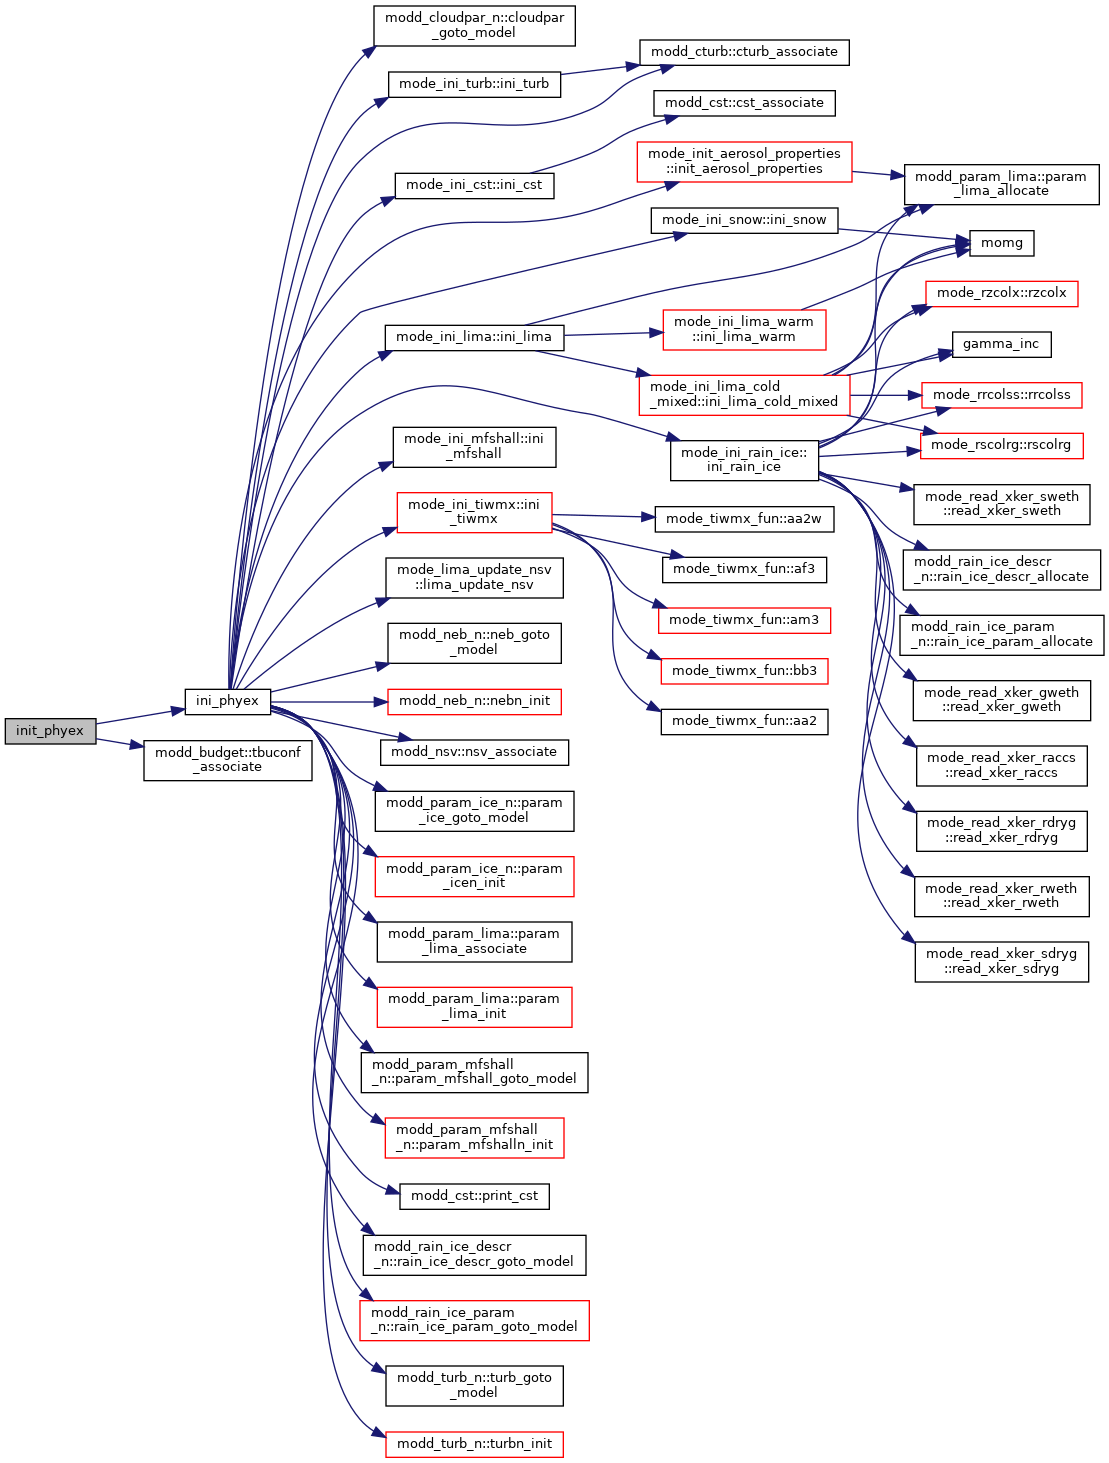 init_phyex
ini_phyex
modd_budget::tbuconf
_associate
modd_cloudpar_n::cloudpar
_goto_model
mode_ini_turb::ini_turb
mode_ini_cst::ini_cst
mode_ini_lima::ini_lima
mode_ini_mfshall::ini
_mfshall
mode_ini_tiwmx::ini
_tiwmx
mode_lima_update_nsv
::lima_update_nsv
modd_neb_n::neb_goto
_model
modd_neb_n::nebn_init
modd_nsv::nsv_associate
modd_param_ice_n::param
_ice_goto_model
modd_param_ice_n::param
_icen_init
modd_param_lima::param
_lima_associate
modd_param_lima::param
_lima_init
modd_param_mfshall
_n::param_mfshall_goto_model
modd_param_mfshall
_n::param_mfshalln_init
modd_cst::print_cst
modd_rain_ice_descr
_n::rain_ice_descr_goto_model
modd_rain_ice_param
_n::rain_ice_param_goto_model
modd_turb_n::turb_goto
_model
modd_turb_n::turbn_init
modd_cturb::cturb_associate
modd_cst::cst_associate
mode_init_aerosol_properties
::init_aerosol_properties
mode_ini_snow::ini_snow
mode_ini_lima_warm
::ini_lima_warm
mode_ini_lima_cold
_mixed::ini_lima_cold_mixed
mode_ini_rain_ice::
ini_rain_ice
mode_tiwmx_fun::aa2w
mode_tiwmx_fun::af3
mode_tiwmx_fun::am3
mode_tiwmx_fun::bb3
mode_tiwmx_fun::aa2
modd_param_lima::param
_lima_allocate
momg
mode_rzcolx::rzcolx
gamma_inc
mode_rrcolss::rrcolss
mode_rscolrg::rscolrg
mode_read_xker_sweth
::read_xker_sweth
modd_rain_ice_descr
_n::rain_ice_descr_allocate
modd_rain_ice_param
_n::rain_ice_param_allocate
mode_read_xker_gweth
::read_xker_gweth
mode_read_xker_raccs
::read_xker_raccs
mode_read_xker_rdryg
::read_xker_rdryg
mode_read_xker_rweth
::read_xker_rweth
mode_read_xker_sdryg
::read_xker_sdryg